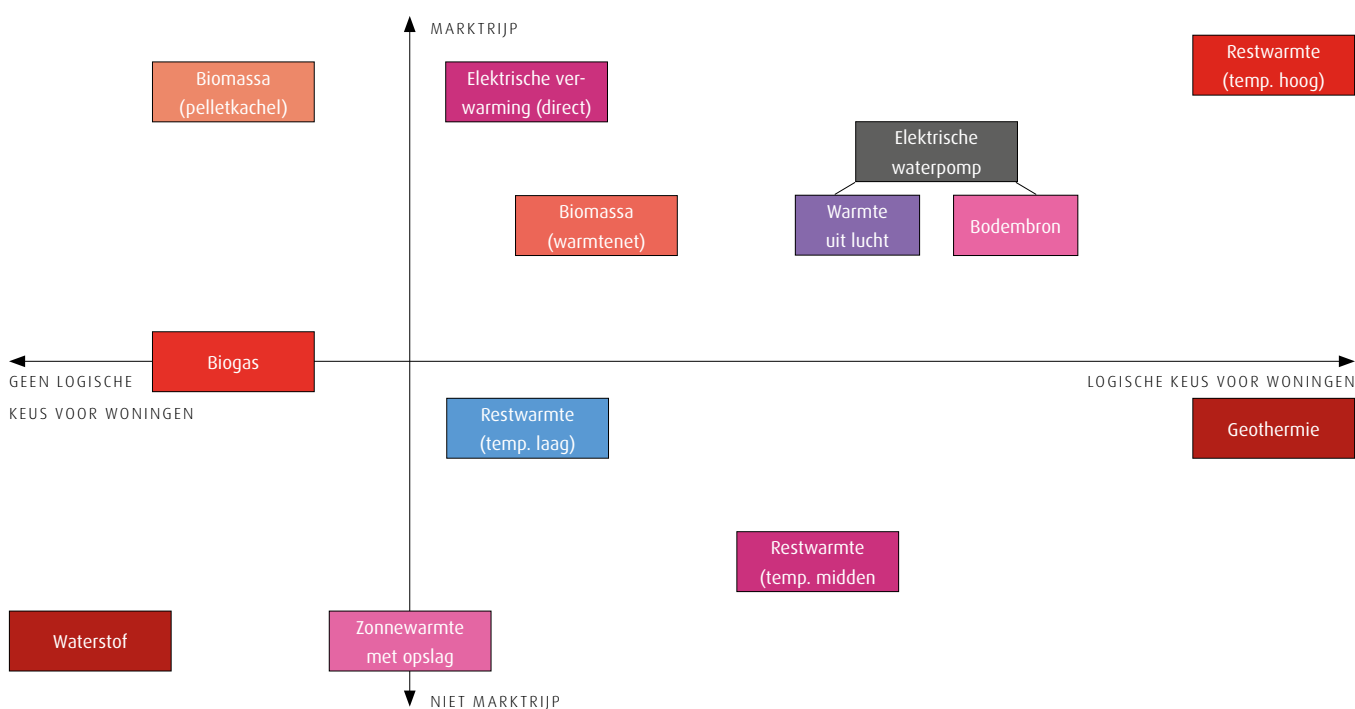 MARKTRIJP
Restwarmte
(temp. hoog)
Biomassa
(pelletkachel)
Elektrische ver-
warming (direct)
Elektrische
waterpomp
Biomassa
(warmtenet)
Warmte
uit lucht
Bodembron
Biogas
GEEN LOGISCHE
KEUS VOOR WONINGEN
LOGISCHE KEUS VOOR WONINGEN
Restwarmte
(temp. laag)
Geothermie
Restwarmte
(temp. midden
Waterstof
Zonnewarmte
met opslag
NIET MARKTRIJP